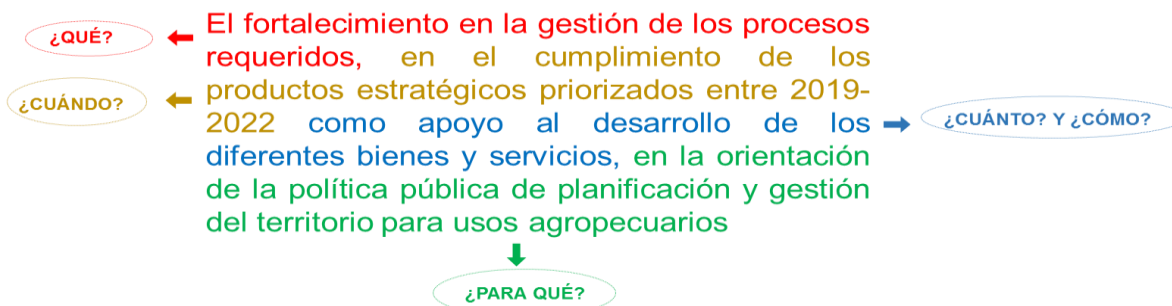 ¿QUÉ?
El fortalecimiento en la gestión de los procesos
requeridos, en el cumplimiento de los
¿CUÁNDO?
productos estratégicos priorizados entre 2019-
2022 como apoyo al desarrollo de los
¿CUÁNTO? Y ¿CÓMO?
diferentes bienes y servicios, en la orientación
de la política pública de planificación y gestión
del territorio para usos agropecuarios
¿PARA QUÉ?